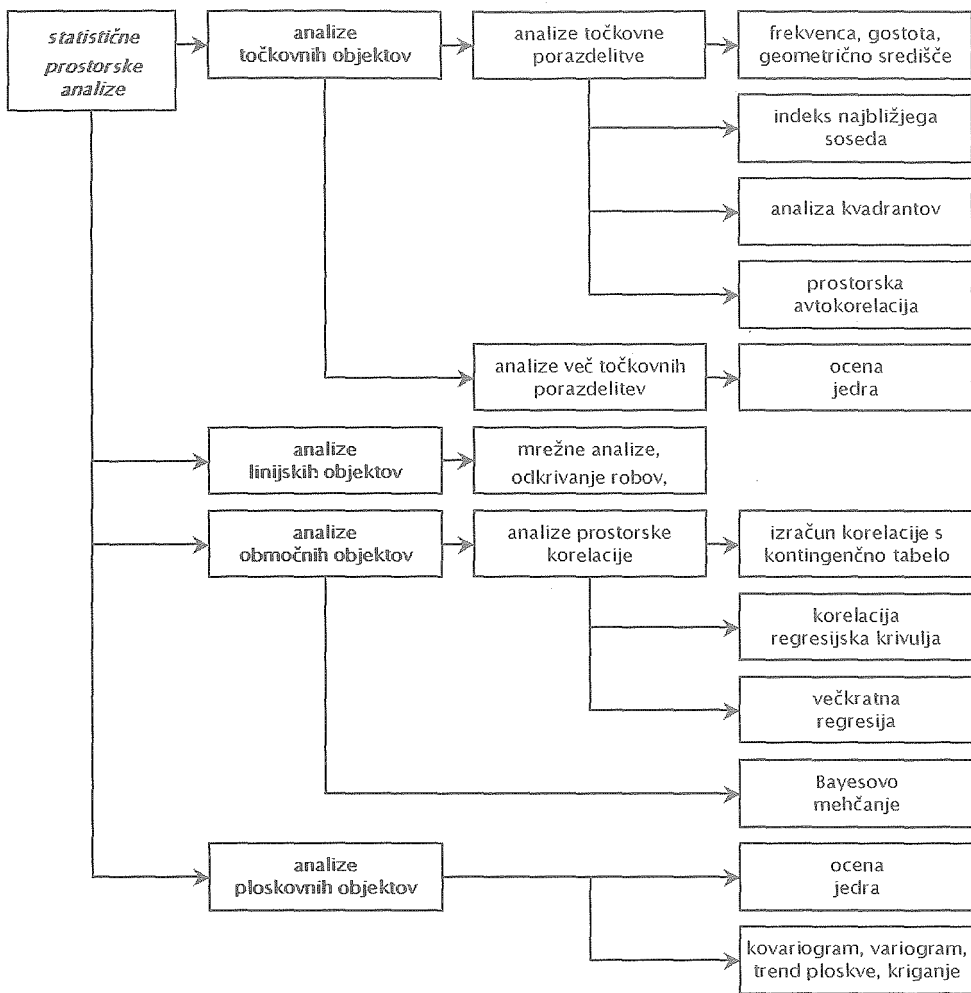 statistične
prostorske
analize
analize
točkovnih objektov
analize točkovne
porazdelitve
frekvenca, gostota,
geometrično središče
indeks najbližjega
soseda
analiza kvadrantov
prostorska
avtokorelacija
analize več točkovnih
porazdelitev
ocena
jedra
analize
linijskih objektov
mrežne analize,
odkrivanje robov,
analize
območnih objektov
analize prostorske
korelacije
izračun korelacije s
kontingenčno tabelo
korelacija
regresijska krivulja
večkratna
regresija
Bayesovo
mehčanje
analize
ploskovnih objektov
ocena
jedra
kovariogram, variogram,
trend ploskve, kriganje